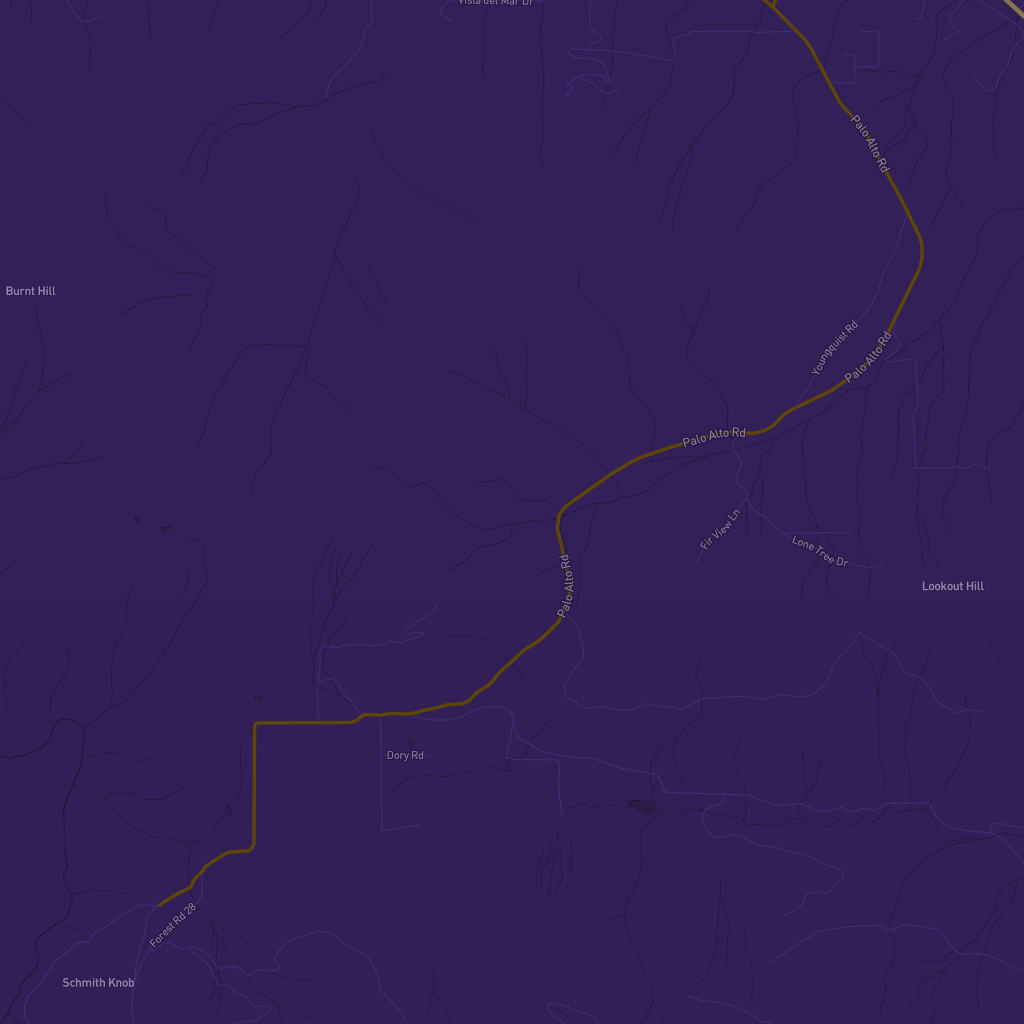 Vista del Mar Dr
Palo Alto Rd
Burnt Hill
Youngquist Rd
Palo Alto Rd
Palo Alto Rd
Fir View Ln
Lone Tree Dr
Palo Alto Rd
Lookout Hill
Dory Rd
Forest Rd 28
Schmith Knob